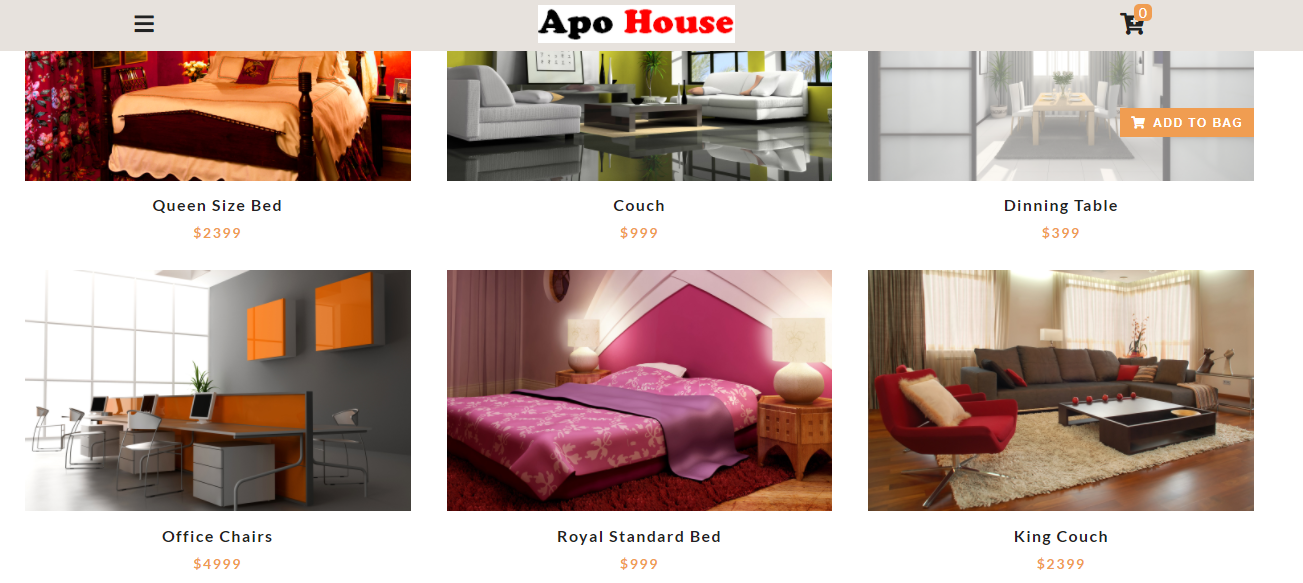 Apo House
0
ADD TO BAG
Queen Size Bed
$2399
Couch
$999
Dinning Table
$399
Office Chairs
$4999
Royal Standard Bed
$999
King Couch
$2399